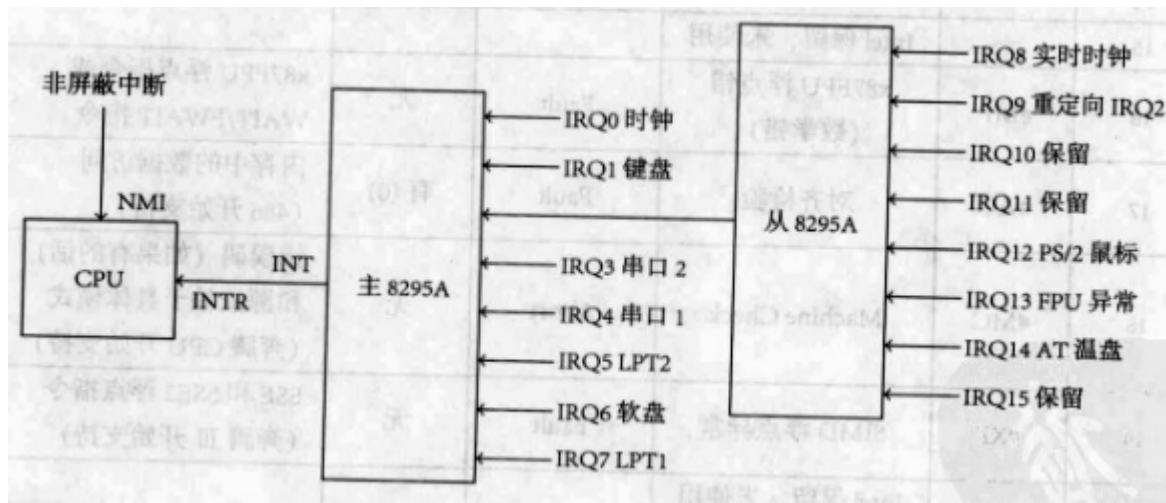 非屏蔽中断
NMI
CPU
INT
INTR
主 8295A
IRQ0 时钟
IRQ1 键盘
IRQ3 串口 2
IRQ4 串口 1
IRQ5 LPT2
IRQ6 软盘
IRQ7 LPT1
从 8295A
IRQ8 实时时钟
IRQ9 重定向 IRQ2
IRQ10 保留
IRQ11 保留
IRQ12 PS/2 鼠标
IRQ13 FPU 异常
IRQ14 AT 温盘
IRQ15 保留